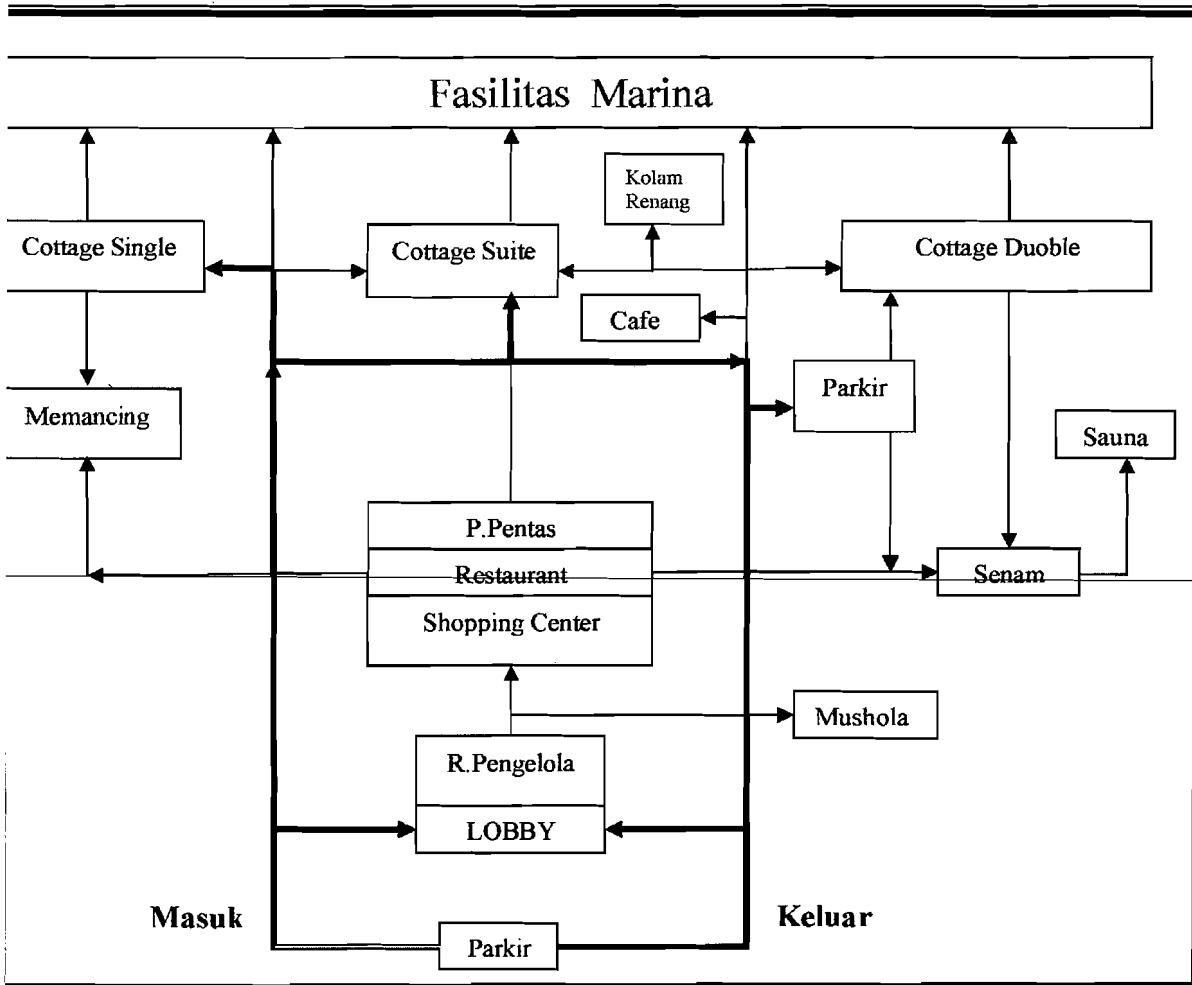 Fasilitas Marina
Kolam
Renang
Cottage Single
Cottage Suite
Cottage Duoble
Cafe
Parkir
Memancing
Sauna
P.Pentas
Restaurant
Senam
Shopping Center
Mushola
R.Pengelola
LOBBY
Masuk
Keluar
Parkir